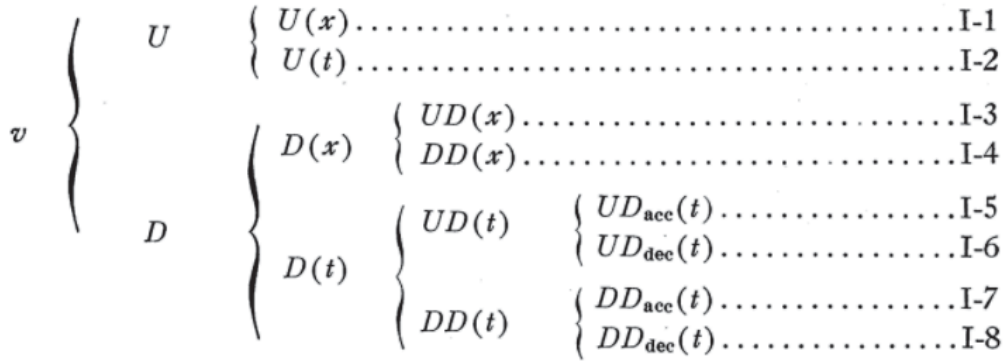 U { U(x)........................................I-1
U(t)........................................I-2
v { D { D(x) { UD(x)..............................I-3
DD(x)..............................I-4
D(t) { UD(t) { UD_acc(t)................I-5
UD_dec(t)................I-6
DD(t) { DD_acc(t)................I-7
DD_dec(t)................I-8